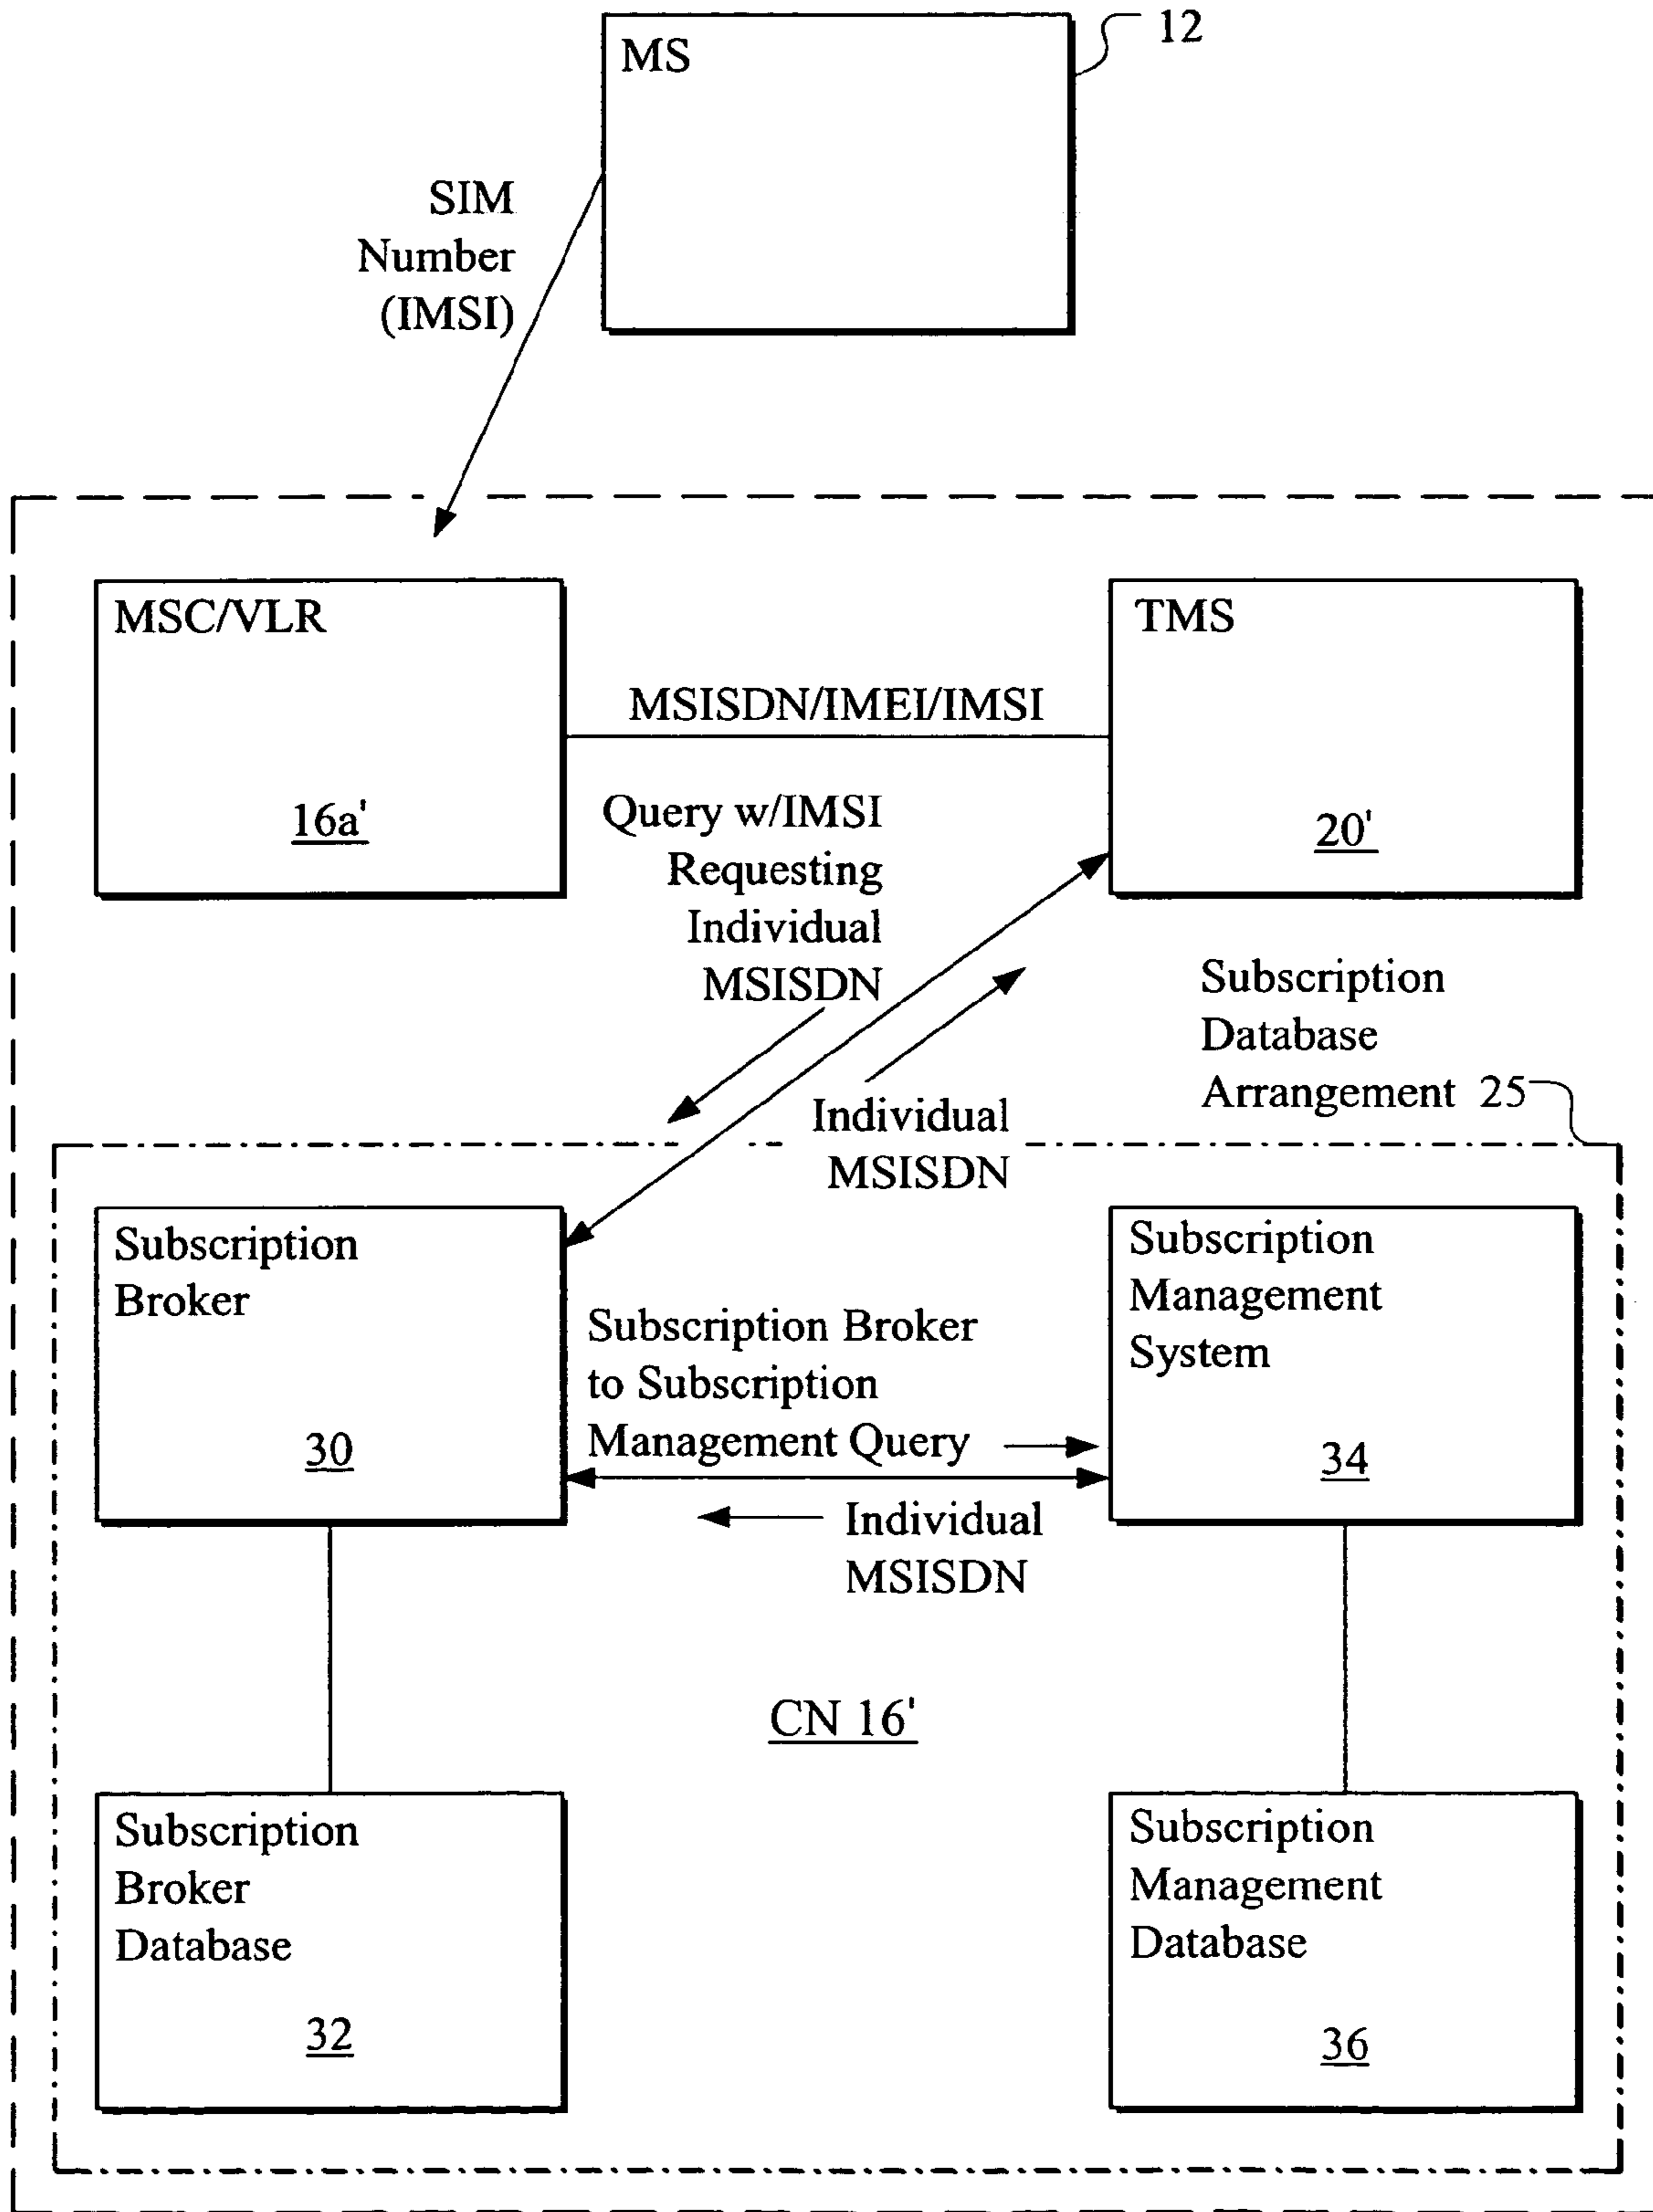 MS
12
SIM
Number
(IMSI)
MSC/VLR
16a'
MSISDN/IMEI/IMSI
TMS
20'
Query w/IMSI
Requesting
Individual
MSISDN
Individual
MSISDN
Subscription
Database
Arrangement 25
Subscription
Broker
30
Subscription Broker
to Subscription
Management Query
Individual
MSISDN
Subscription
Management
System
34
CN 16'
Subscription
Broker
Database
32
Subscription
Management
Database
36